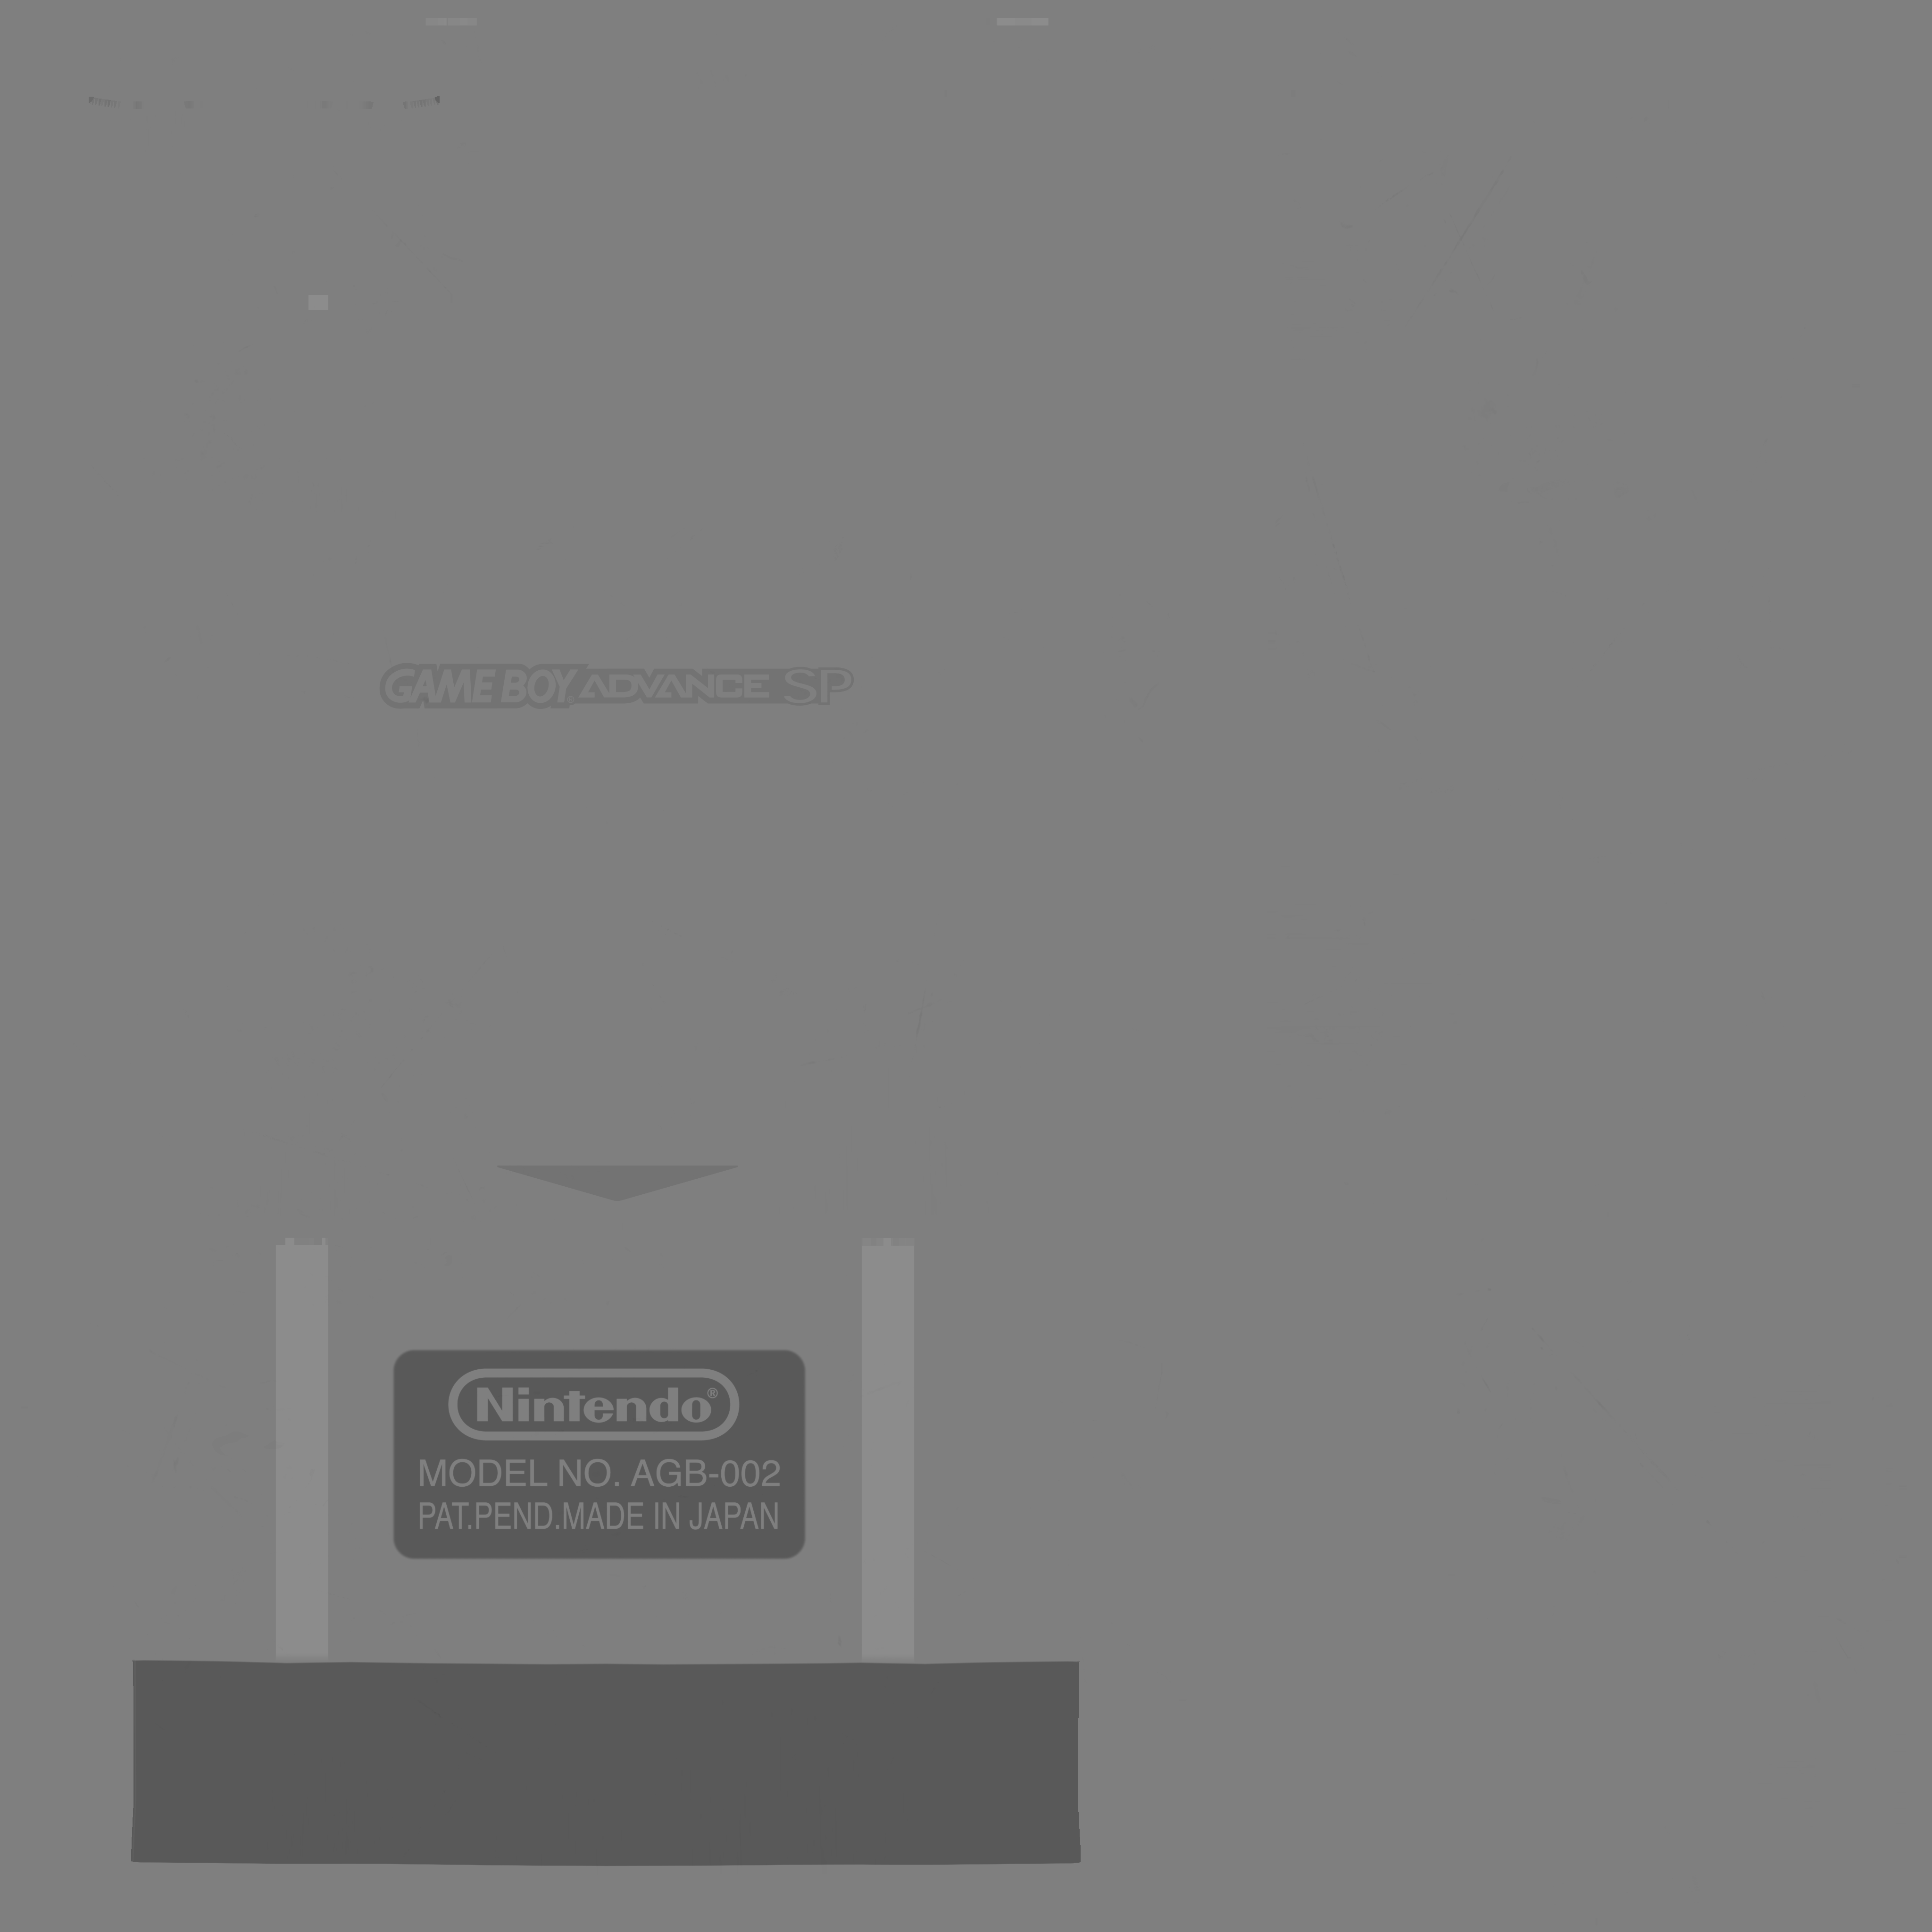 GAME BOY ADVANCE SP
Nintendo®
MODEL NO. AGB-002
PAT.PEND.MADE IN JAPAN